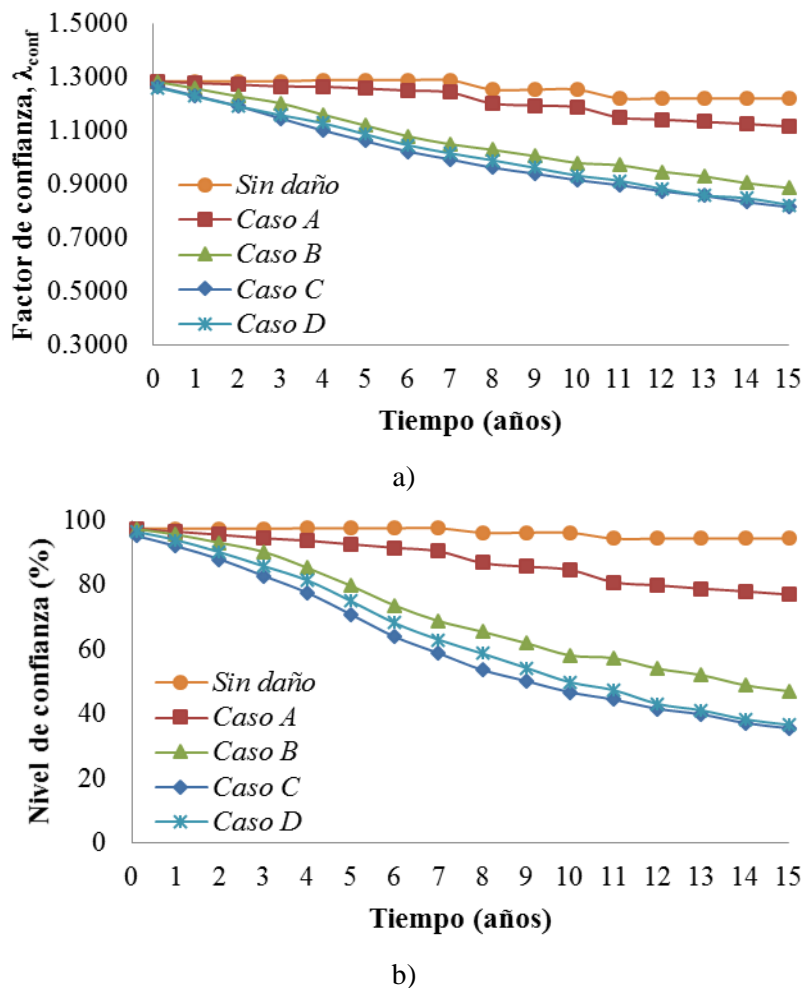 Factor de confianza, λconf
1.5000
1.3000
1.1000
0.9000
0.7000
0.5000
0.3000
Sin daño
Caso A
Caso B
Caso C
Caso D
0 1 2 3 4 5 6 7 8 9 10 11 12 13 14 15
Tiempo (años)
a)
Nivel de confianza (%)
100
80
60
40
20
0
Sin daño
Caso A
Caso B
Caso C
Caso D
0 1 2 3 4 5 6 7 8 9 10 11 12 13 14 15
Tiempo (años)
b)